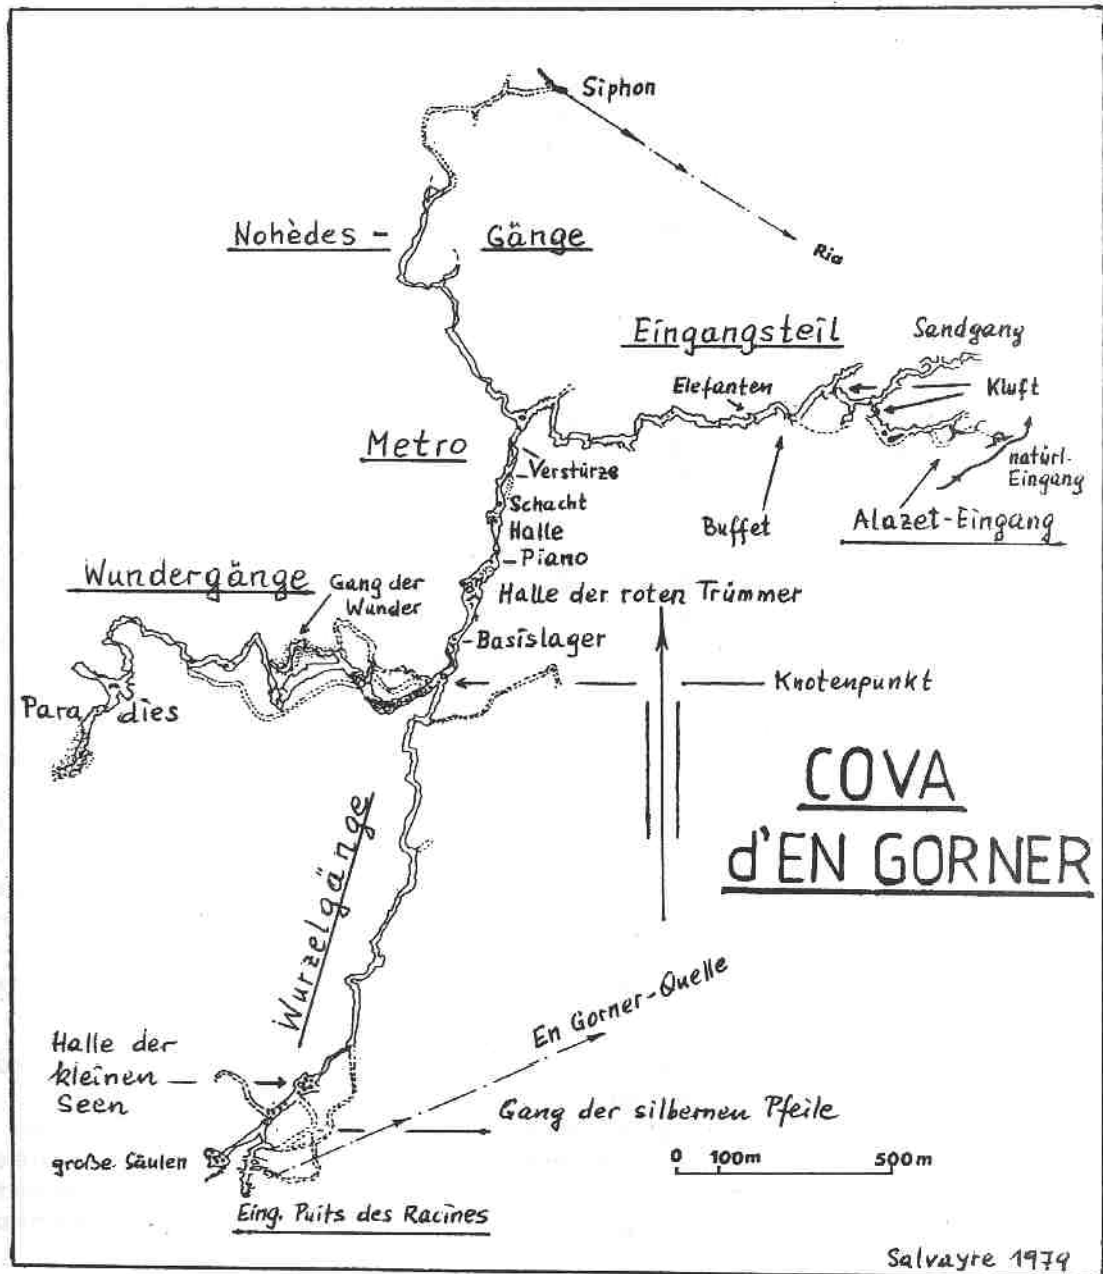 Siphon
Nohèdes - Gänge
Ria
Eingangsteil
Sandgang
Elefanten
Kluft
Metro
Verstürze
natürl-
Eingang
Schacht
Buffet
Alazet-Eingang
Halle
Piano
Wundergänge
Gang der
Wunder
Halle der roten Trümmer
Basislager
Knotenpunkt
Paradies
COVA
d'EN GORNER
Wurzelgänge
En Gorner-Quelle
Halle der
kleinen
Seen
Gang der silbernen Pfeile
große Säulen
0 100m 500m
Eing. Puits des Racines
Salvayre 1979